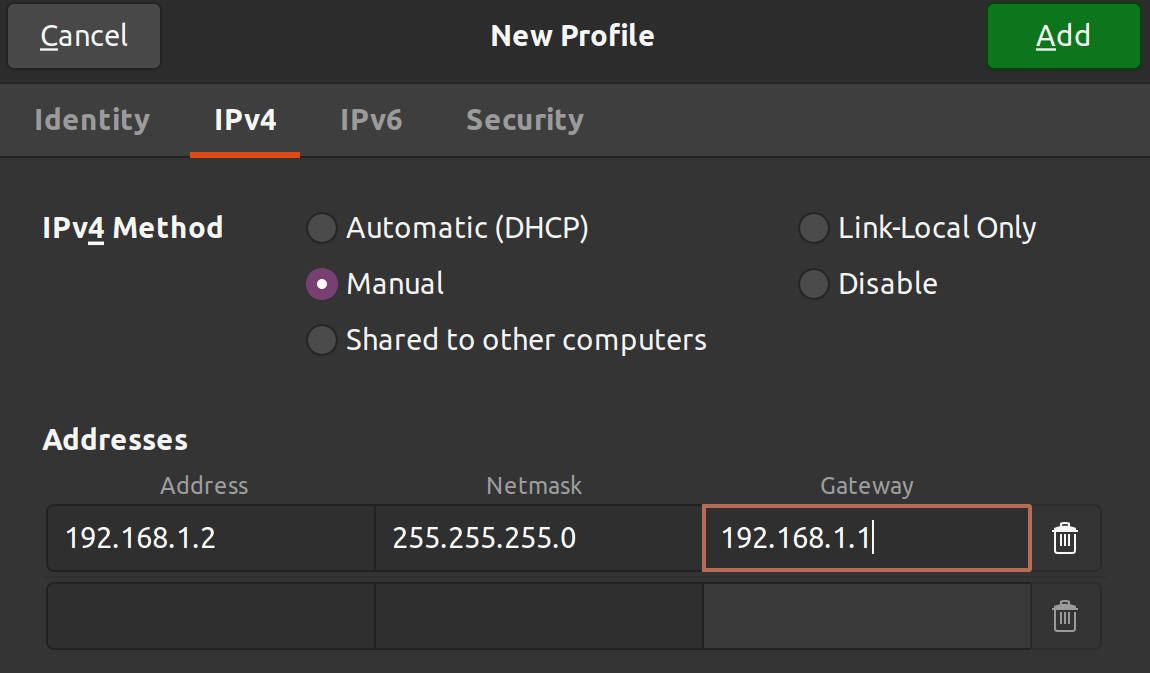 Cancel New Profile Add
Identity IPv4 IPv6 Security
IPv4 Method Automatic (DHCP) Link-Local Only
Manual Disable
Shared to other computers
Addresses
Address Netmask Gateway
192.168.1.2 255.255.255.0 192.168.1.1